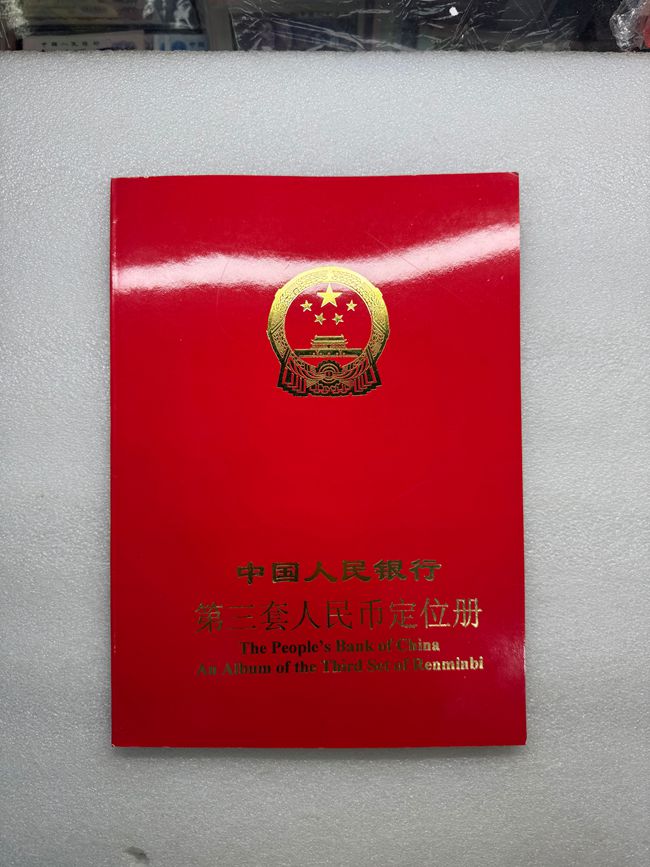 中国人民银行
第三套人民币定位册
The People's Bank of China
An Album of the Third Set of Renminbi